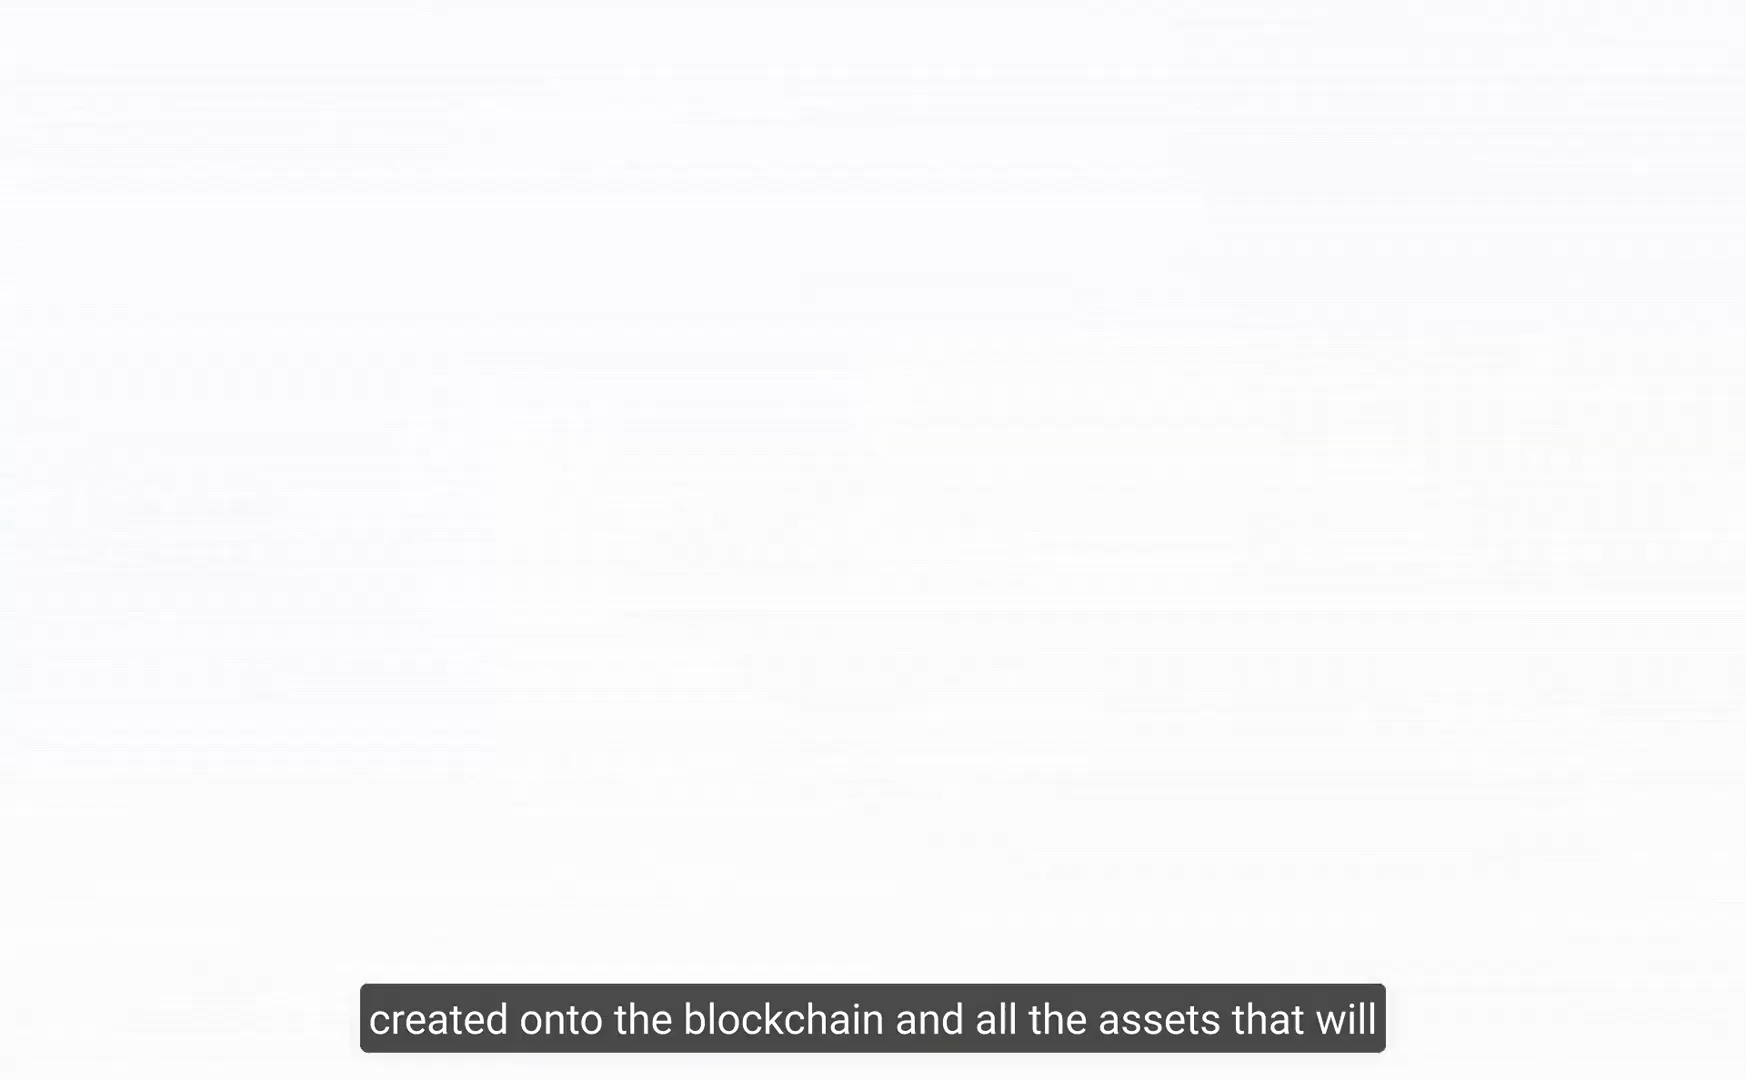 created onto the blockchain and all the assets that will